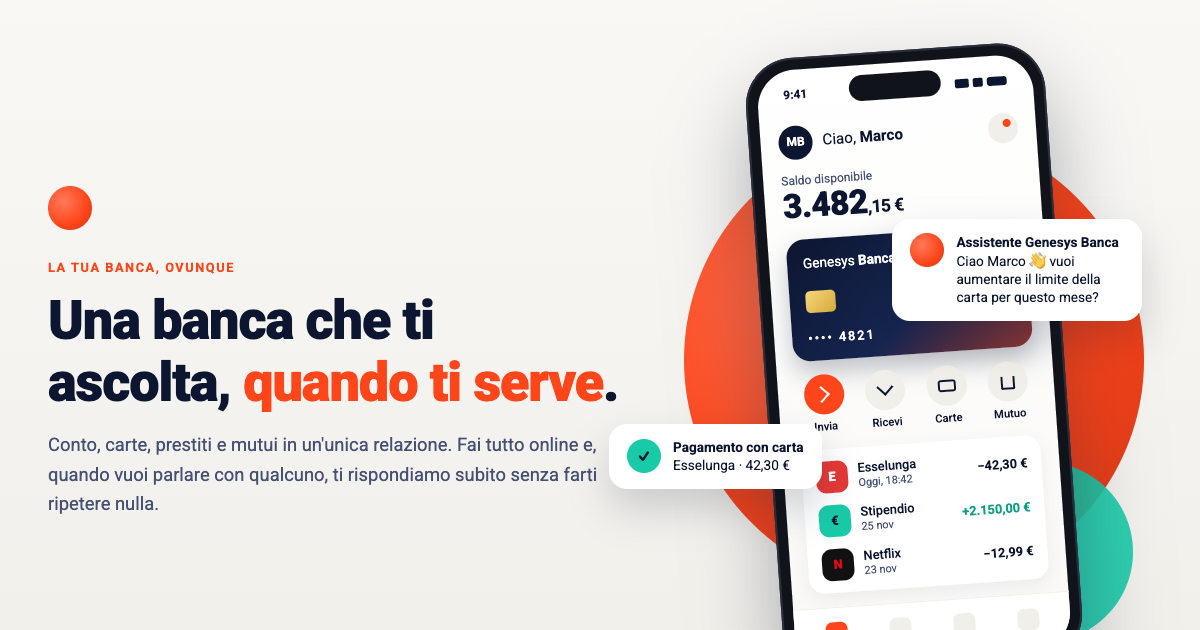 LA TUA BANCA, OVUNQUE
Una banca che ti
ascolta, quando ti serve.
Conto, carte, prestiti e mutui in un'unica relazione. Fai tutto online e,
quando vuoi parlare con qualcuno, ti rispondiamo subito senza farti
ripetere nulla.
9:41
MB
Ciao, Marco
Saldo disponibile
3.482,15 €
Genesys Banca
•••• 4821
Assistente Genesys Banca
Ciao Marco 👋 vuoi
aumentare il limite della
carta per questo mese?
Invia
Ricevi
Carte
Mutuo
Pagamento con carta
Esselunga · 42,30 €
E
Esselunga
Oggi, 18:42
−42,30 €
€
Stipendio
25 nov
+2.150,00 €
N
Netflix
23 nov
−12,99 €